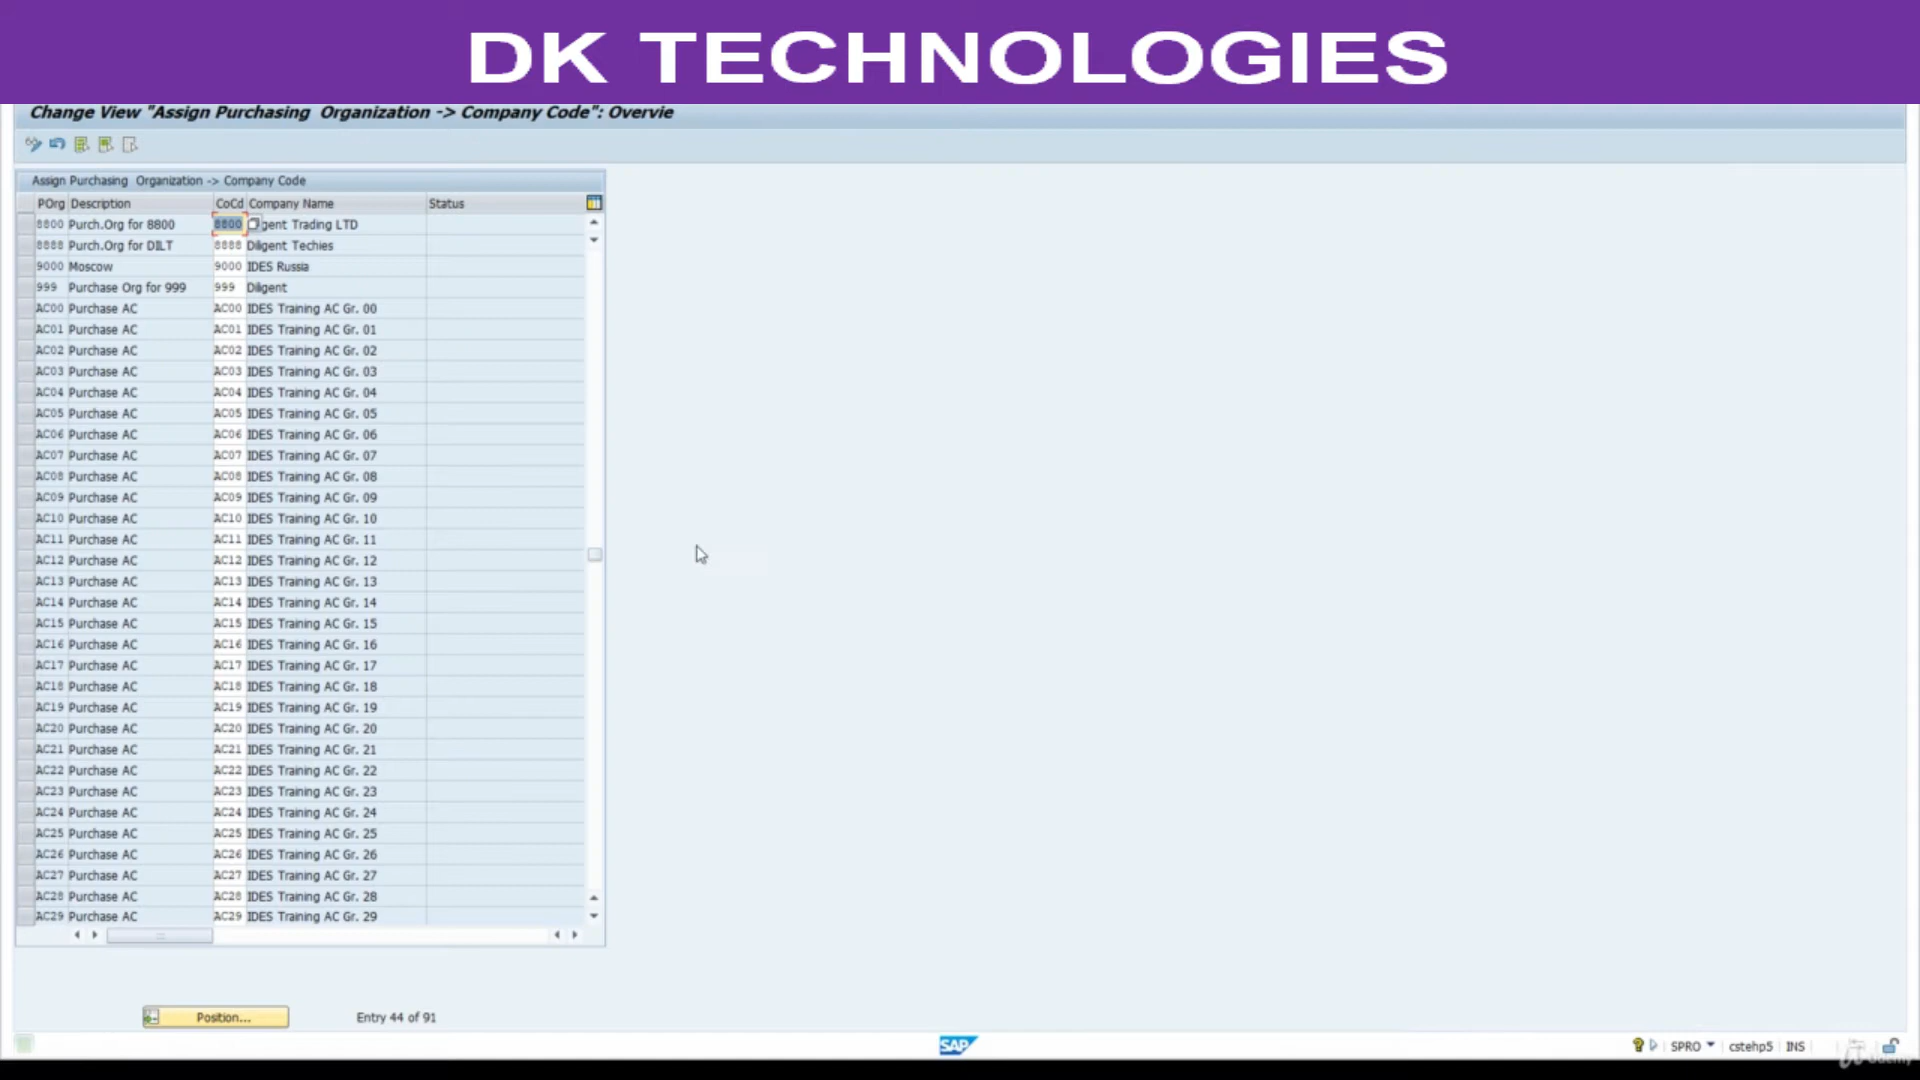 DK TECHNOLOGIES
Change View "Assign Purchasing Organization -> Company Code": Overvie
Assign Purchasing Organization -> Company Code
POrg Description CoCd Company Name Status
8800 Purch.Org for 8800 8800 gent Trading LTD
8888 Purch.Org for DILT 8888 Diligent Techies
9000 Moscow 9000 IDES Russia
999 Purchase Org for 999 999 Diligent
AC00 Purchase AC AC00 IDES Training AC Gr. 00
AC01 Purchase AC AC01 IDES Training AC Gr. 01
AC02 Purchase AC AC02 IDES Training AC Gr. 02
AC03 Purchase AC AC03 IDES Training AC Gr. 03
AC04 Purchase AC AC04 IDES Training AC Gr. 04
AC05 Purchase AC AC05 IDES Training AC Gr. 05
AC06 Purchase AC AC06 IDES Training AC Gr. 06
AC07 Purchase AC AC07 IDES Training AC Gr. 07
AC08 Purchase AC AC08 IDES Training AC Gr. 08
AC09 Purchase AC AC09 IDES Training AC Gr. 09
AC10 Purchase AC AC10 IDES Training AC Gr. 10
AC11 Purchase AC AC11 IDES Training AC Gr. 11
AC12 Purchase AC AC12 IDES Training AC Gr. 12
AC13 Purchase AC AC13 IDES Training AC Gr. 13
AC14 Purchase AC AC14 IDES Training AC Gr. 14
AC15 Purchase AC AC15 IDES Training AC Gr. 15
AC16 Purchase AC AC16 IDES Training AC Gr. 16
AC17 Purchase AC AC17 IDES Training AC Gr. 17
AC18 Purchase AC AC18 IDES Training AC Gr. 18
AC19 Purchase AC AC19 IDES Training AC Gr. 19
AC20 Purchase AC AC20 IDES Training AC Gr. 20
AC21 Purchase AC AC21 IDES Training AC Gr. 21
AC22 Purchase AC AC22 IDES Training AC Gr. 22
AC23 Purchase AC AC23 IDES Training AC Gr. 23
AC24 Purchase AC AC24 IDES Training AC Gr. 24
AC25 Purchase AC AC25 IDES Training AC Gr. 25
AC26 Purchase AC AC26 IDES Training AC Gr. 26
AC27 Purchase AC AC27 IDES Training AC Gr. 27
AC28 Purchase AC AC28 IDES Training AC Gr. 28
AC29 Purchase AC AC29 IDES Training AC Gr. 29
Position... Entry 44 of 91
SAP SPRO cstehp5 INS
Udemy